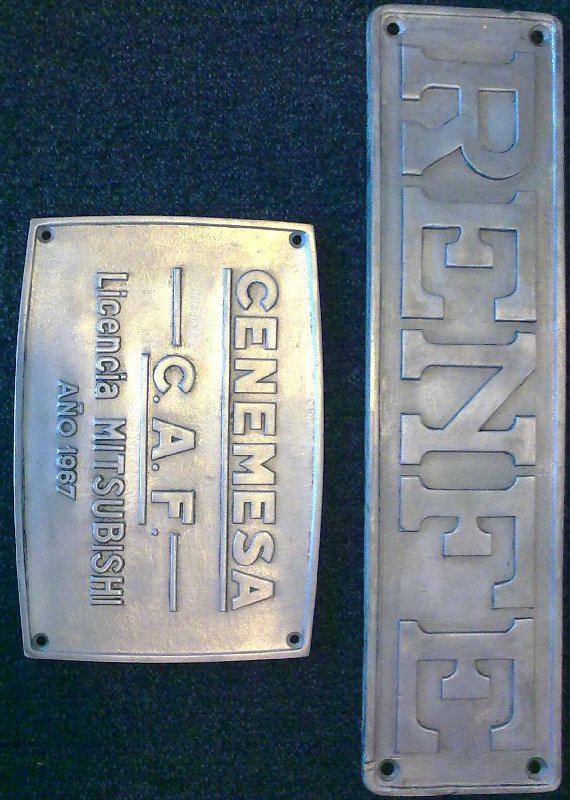 RENFE
CENEMESA
C.A.F.
Licencia MITSUBISHI
AÑO 1967